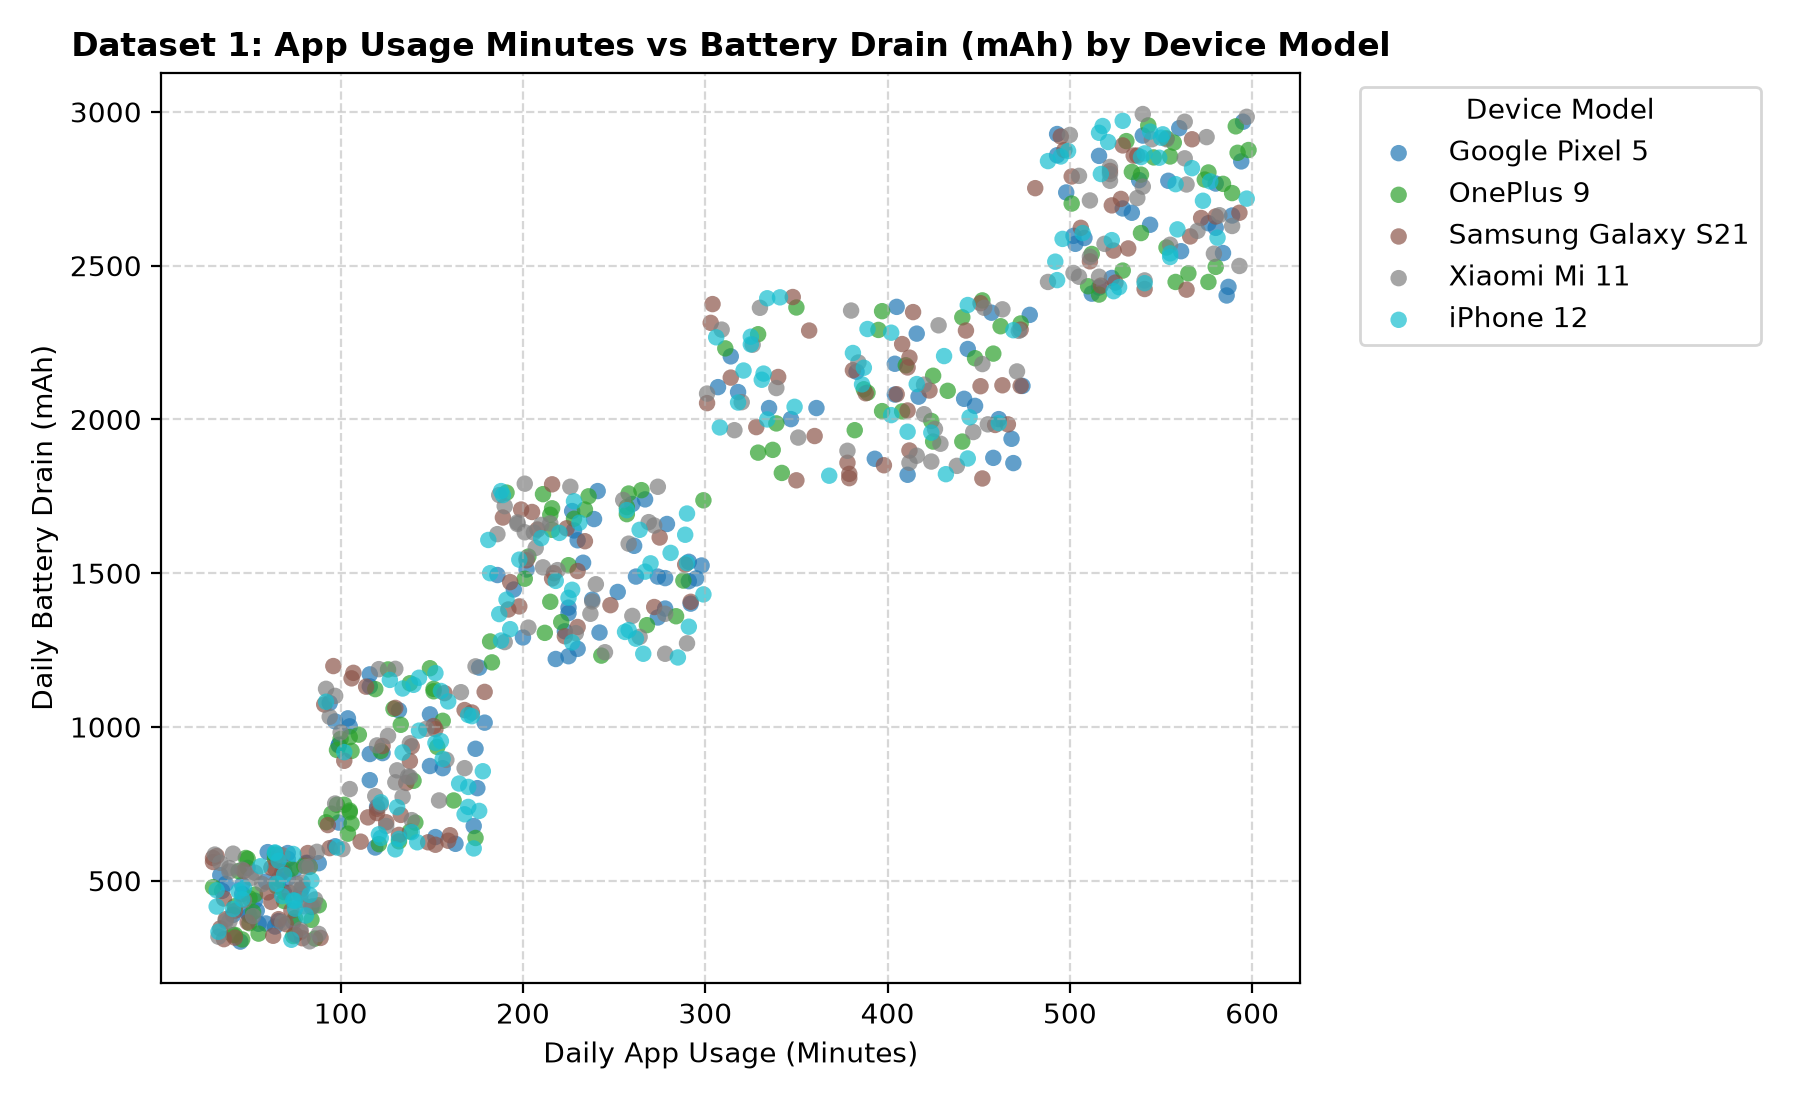 Dataset 1: App Usage Minutes vs Battery Drain (mAh) by Device Model
Daily Battery Drain (mAh)
3000
2500
2000
1500
1000
500
100 200 300 400 500 600
Daily App Usage (Minutes)
Device Model
Google Pixel 5
OnePlus 9
Samsung Galaxy S21
Xiaomi Mi 11
iPhone 12